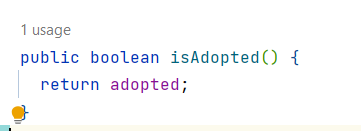 1 usage
public boolean isAdopted() {
return adopted;
}